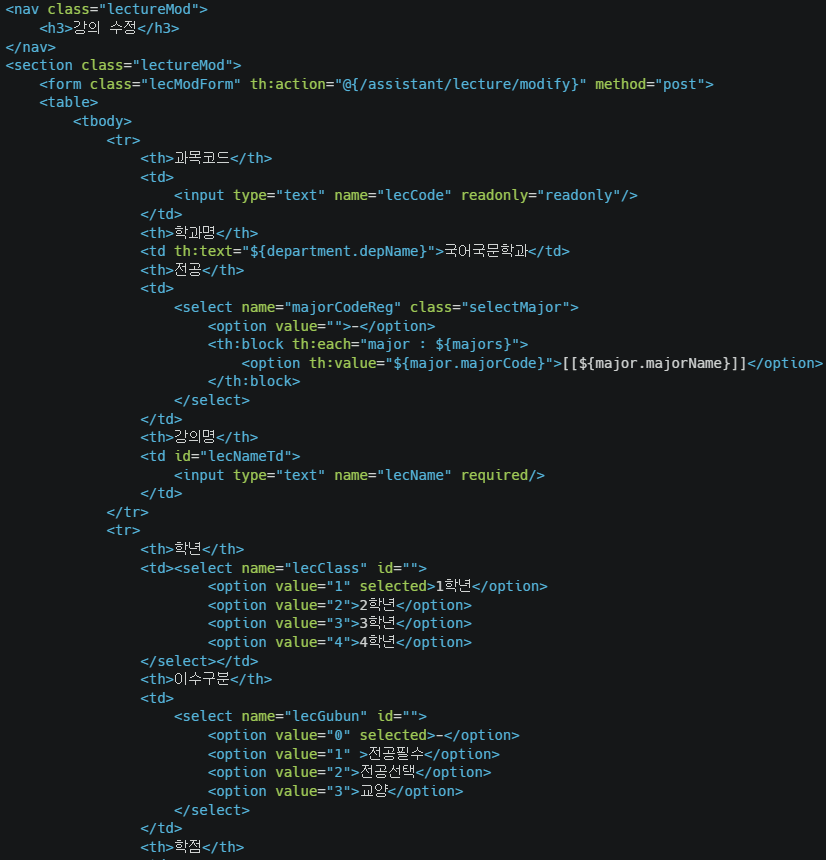 <nav class="lectureMod">
    <h3>강의 수정</h3>
</nav>
<section class="lectureMod">
    <form class="lecModForm" th:action="@{/assistant/lecture/modify}" method="post">
    <table>
        <tbody>
            <tr>
                <th>과목코드</th>
                <td>
                    <input type="text" name="lecCode" readonly="readonly"/>
                </td>
                <th>학과명</th>
                <td th:text="${department.depName}">국어국문학과</td>
                <th>전공</th>
                <td>
                    <select name="majorCodeReg" class="selectMajor">
                        <option value="">-</option>
                        <th:block th:each="major : ${majors}">
                            <option th:value="${major.majorCode}">[[${major.majorName}]]</option>
                        </th:block>
                    </select>
                </td>
                <th>강의명</th>
                <td id="lecNameTd">
                    <input type="text" name="lecName" required/>
                </td>
            </tr>
            <tr>
                <th>학년</th>
                <td><select name="lecClass" id="">
                        <option value="1" selected>1학년</option>
                        <option value="2">2학년</option>
                        <option value="3">3학년</option>
                        <option value="4">4학년</option>
                </select></td>
                <th>이수구분</th>
                <td>
                    <select name="lecGubun" id="">
                        <option value="0" selected>-</option>
                        <option value="1" >전공필수</option>
                        <option value="2">전공선택</option>
                        <option value="3">교양</option>
                    </select>
                </td>
                <th>학점</th>